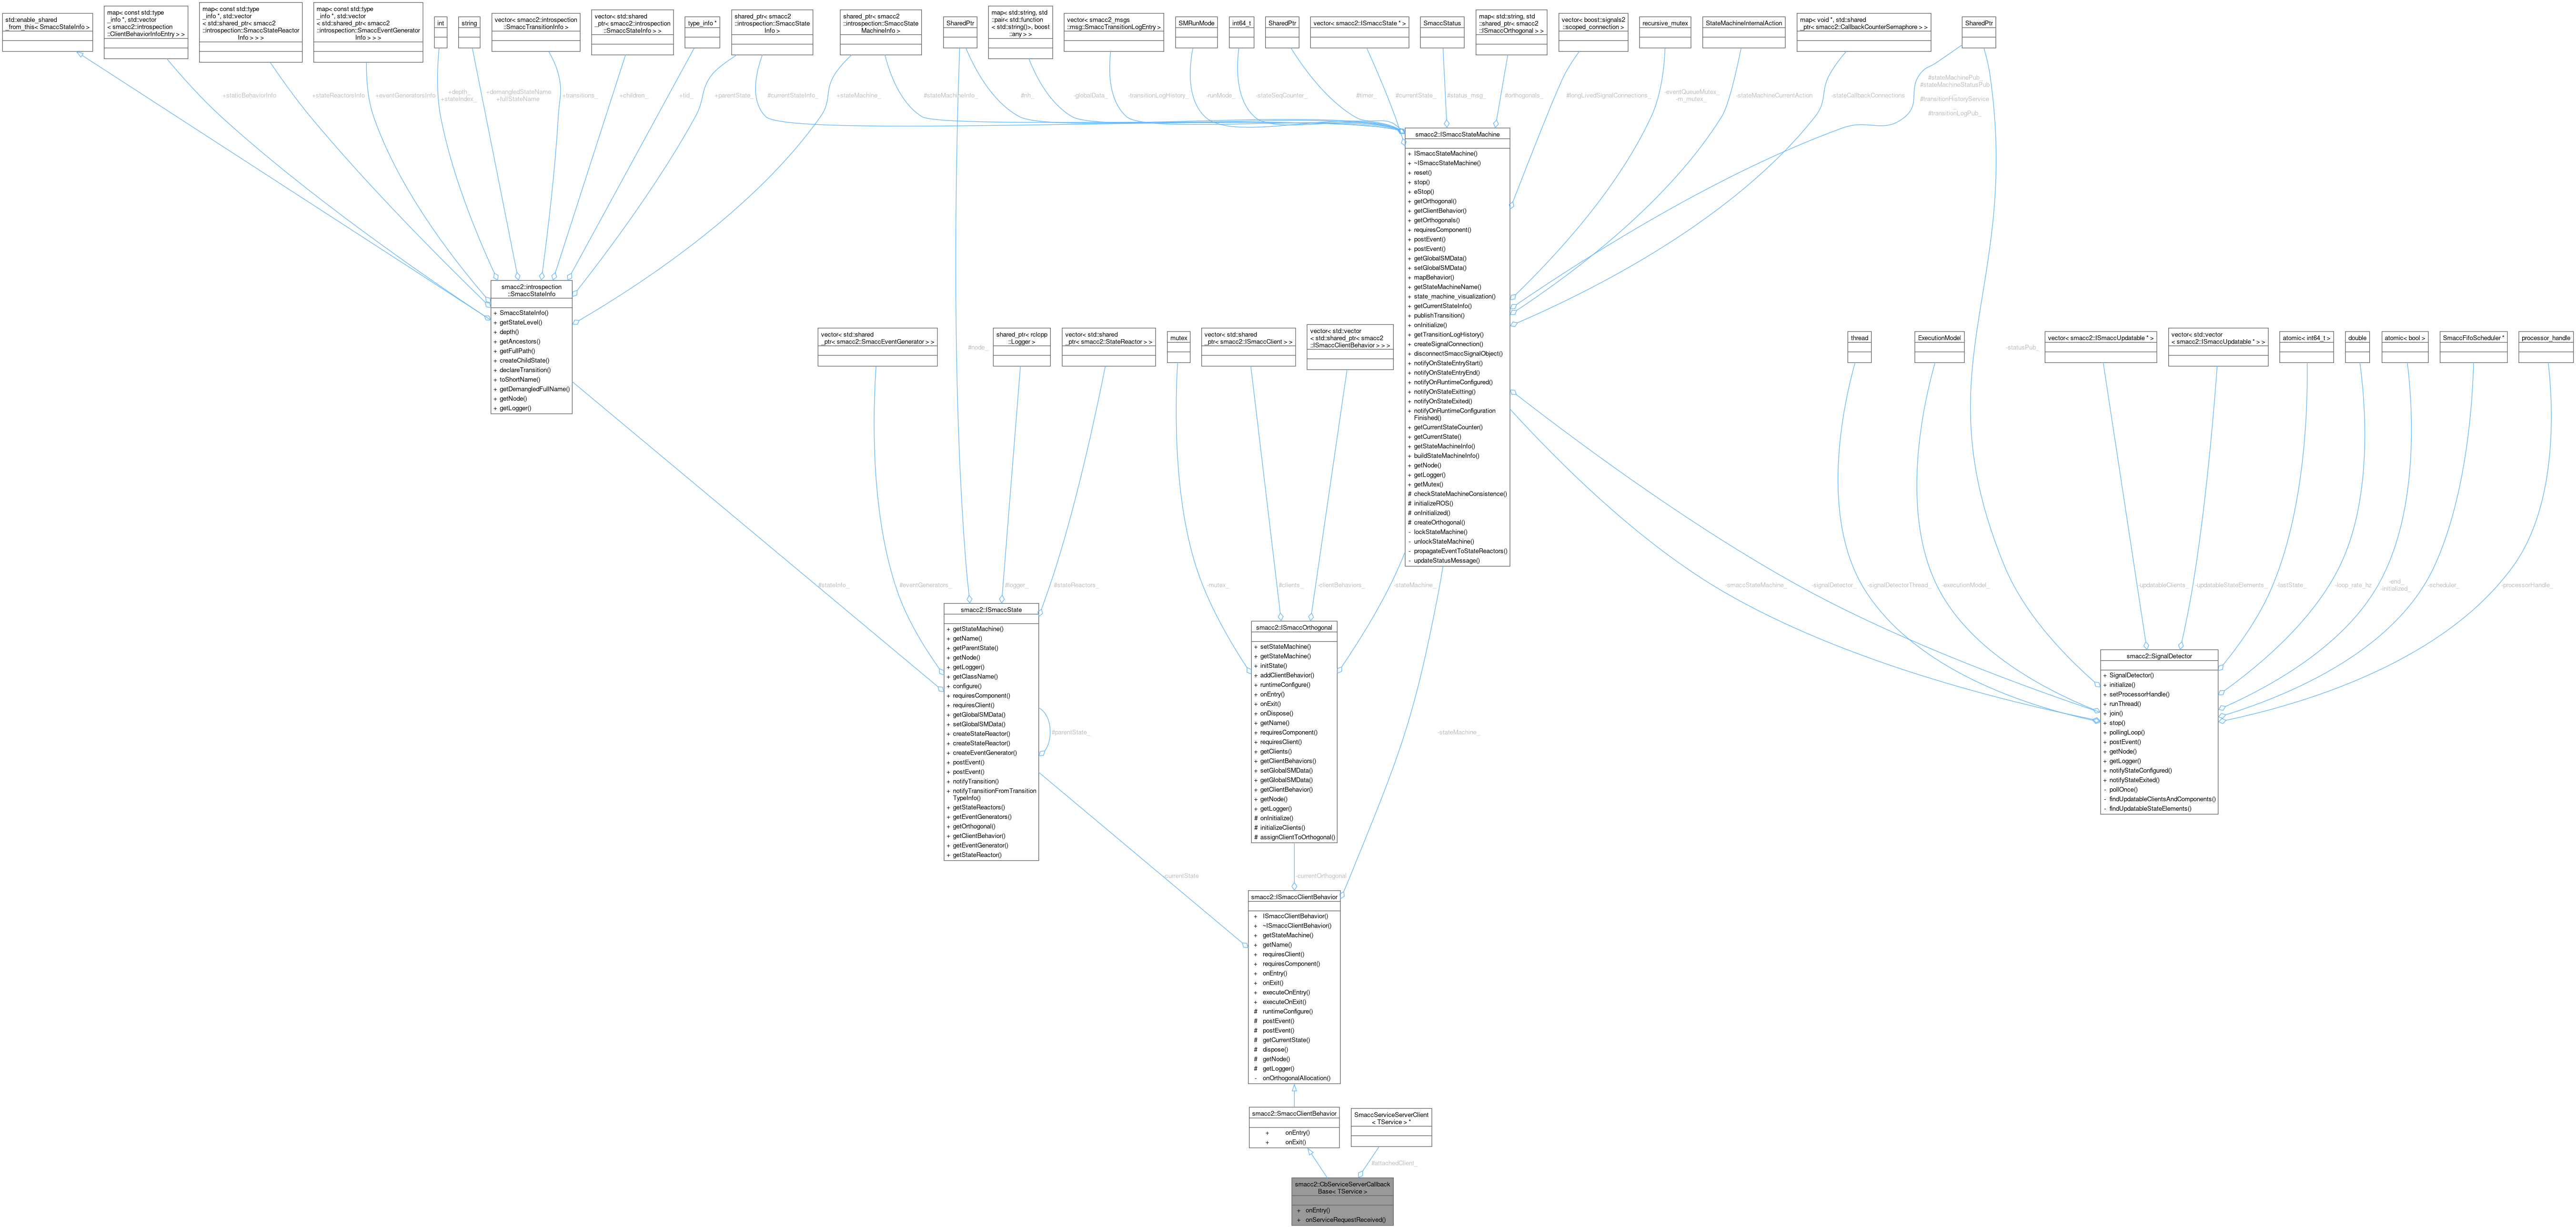 std::enable_shared
_from_this< SmaccStateInfo >
map< const std::type
_info *, std::vector
< smacc2::introspection
::ClientBehaviorInfoEntry > >
map< const std::type
_info *, std::vector
< std::shared_ptr< smacc2
::introspection::SmaccStateReactor
Info > > >
map< const std::type
_info *, std::vector
std::shared_ptr< smacc2
::introspection::SmaccEventGenerator
Info > > >
int
string
vector< smacc2::introspection
::SmaccTransitionInfo >
vector< std::shared
_ptr< smacc2::introspection
::SmaccStateInfo > >
type_info *
shared_ptr< smacc2
::introspection::SmaccState
Info >
shared_ptr< smacc2
::introspection::SmaccState
MachineInfo >
SharedPtr
map< std::string, std
::pair< std::function
< std::string()>, boost
::any > >
vector< smacc2_msgs
::msg::SmaccTransitionLogEntry >
SMRunMode
int64_t
SharedPtr
vector< smacc2::ISmaccState * >
SmaccStatus
map< std::string, std
::shared_ptr< smacc2
::ISmaccOrthogonal > >
vector< boost::signals2
::scoped_connection >
recursive_mutex
StateMachineInternalAction
map< void *, std::shared
_ptr< smacc2::CallbackCounterSemaphore > >
SharedPtr
+staticBehaviorInfo
+stateReactorsInfo
+eventGeneratorsInfo
+depth_
+stateIndex_
+demangledStateName
+fullStateName
+transitions_
+children_
+tid_
+parentState_
#currentStateInfo_
+stateMachine_
#stateMachineInfo_
#nh_
-globalData_
-transitionLogHistory_
-runMode_
-stateSeqCounter_
#timer_
#currentState_
#status_msg_
#orthogonals_
#longLivedSignalConnections_
-eventQueueMutex_
-m_mutex_
-stateMachineCurrentAction
-stateCallbackConnections
#stateMachinePub_
#stateMachineStatusPub
_
#transitionHistoryService
_
#transitionLogPub_
smacc2::ISmaccStateMachine
+ ISmaccStateMachine()
+ ~ISmaccStateMachine()
+ reset()
+ stop()
+ eStop()
+ getOrthogonal()
+ getClientBehavior()
+ getOrthogonals()
+ requiresComponent()
+ postEvent()
+ postEvent()
+ getGlobalSMData()
+ setGlobalSMData()
+ mapBehavior()
+ getStateMachineName()
+ state_machine_visualization()
+ getCurrentStateInfo()
+ publishTransition()
+ onInitialize()
+ getTransitionLogHistory()
+ createSignalConnection()
+ disconnectSmaccSignalObject()
+ notifyOnStateEntryStart()
+ notifyOnStateEntryEnd()
+ notifyOnRuntimeConfigured()
+ notifyOnStateExitting()
+ notifyOnStateExited()
+ notifyOnRuntimeConfiguration
Finished()
+ getCurrentStateCounter()
+ getCurrentState()
+ getStateMachineInfo()
+ buildStateMachineInfo()
+ getNode()
+ getLogger()
+ getMutex()
# checkStateMachineConsistence()
# initializeROS()
# onInitialized()
# createOrthogonal()
- lockStateMachine()
- unlockStateMachine()
- propagateEventToStateReactors()
- updateStatusMessage()
smacc2::introspection
::SmaccStateInfo
+ SmaccStateInfo()
+ getStateLevel()
+ depth()
+ getAncestors()
+ getFullPath()
+ createChildState()
+ declareTransition()
+ toShortName()
+ getDemangledFullName()
+ getNode()
+ getLogger()
vector< std::shared
_ptr< smacc2::SmaccEventGenerator > >
#node_
shared_ptr< rclcpp
::Logger >
vector< std::shared
_ptr< smacc2::StateReactor > >
mutex
vector< std::shared
_ptr< smacc2::ISmaccClient > >
vector< std::vector
< std::shared_ptr< smacc2
::ISmaccClientBehavior > > >
thread
ExecutionModel
-statusPub_
vector< smacc2::ISmaccUpdatable * >
vector< std::vector
< smacc2::ISmaccUpdatable * > >
atomic< int64_t >
double
atomic< bool >
SmaccFifoScheduler *
processor_handle
#stateInfo_
#eventGenerators_
#logger_
#stateReactors_
-mutex_
#clients_
-clientBehaviors_
-stateMachine_
-smaccStateMachine_
-signalDetector_
-signalDetectorThread_
-executionModel_
-updatableClients_
-updatableStateElements_
-lastState_
-loop_rate_hz
-end_
-initialized_
-scheduler_
-processorHandle_
smacc2::ISmaccState
+ getStateMachine()
+ getName()
+ getParentState()
+ getNode()
+ getLogger()
+ getClassName()
+ configure()
+ requiresComponent()
+ requiresClient()
+ getGlobalSMData()
+ setGlobalSMData()
+ createStateReactor()
+ createStateReactor()
+ createEventGenerator()
+ postEvent()
+ postEvent()
+ notifyTransition()
+ notifyTransitionFromTransition
TypeInfo()
+ getStateReactors()
+ getEventGenerators()
+ getOrthogonal()
+ getClientBehavior()
+ getEventGenerator()
+ getStateReactor()
#parentState_
smacc2::ISmaccOrthogonal
+ setStateMachine()
+ getStateMachine()
+ initState()
+ addClientBehavior()
+ runtimeConfigure()
+ onEntry()
+ onExit()
+ onDispose()
+ getName()
+ requiresComponent()
+ requiresClient()
+ getClients()
+ getClientBehaviors()
+ setGlobalSMData()
+ getGlobalSMData()
+ getClientBehavior()
+ getNode()
+ getLogger()
# onInitialize()
# initializeClients()
# assignClientToOrthogonal()
-stateMachine_
smacc2::SignalDetector
+ SignalDetector()
+ initialize()
+ setProcessorHandle()
+ runThread()
+ join()
+ stop()
+ pollingLoop()
+ postEvent()
+ getNode()
+ getLogger()
+ notifyStateConfigured()
+ notifyStateExited()
- pollOnce()
- findUpdatableClientsAndComponents()
- findUpdatableStateElements()
-currentState
-currentOrthogonal
smacc2::ISmaccClientBehavior
+ ISmaccClientBehavior()
+ ~ISmaccClientBehavior()
+ getStateMachine()
+ getName()
+ requiresClient()
+ requiresComponent()
+ onEntry()
+ onExit()
+ executeOnEntry()
+ executeOnExit()
# runtimeConfigure()
# postEvent()
# postEvent()
# getCurrentState()
# dispose()
# getNode()
# getLogger()
- onOrthogonalAllocation()
smacc2::SmaccClientBehavior
+ onEntry()
+ onExit()
SmaccServiceServerClient
< TService > *
#attachedClient_
smacc2::CbServiceServerCallback
Base< TService >
+ onEntry()
+ onServiceRequestReceived()